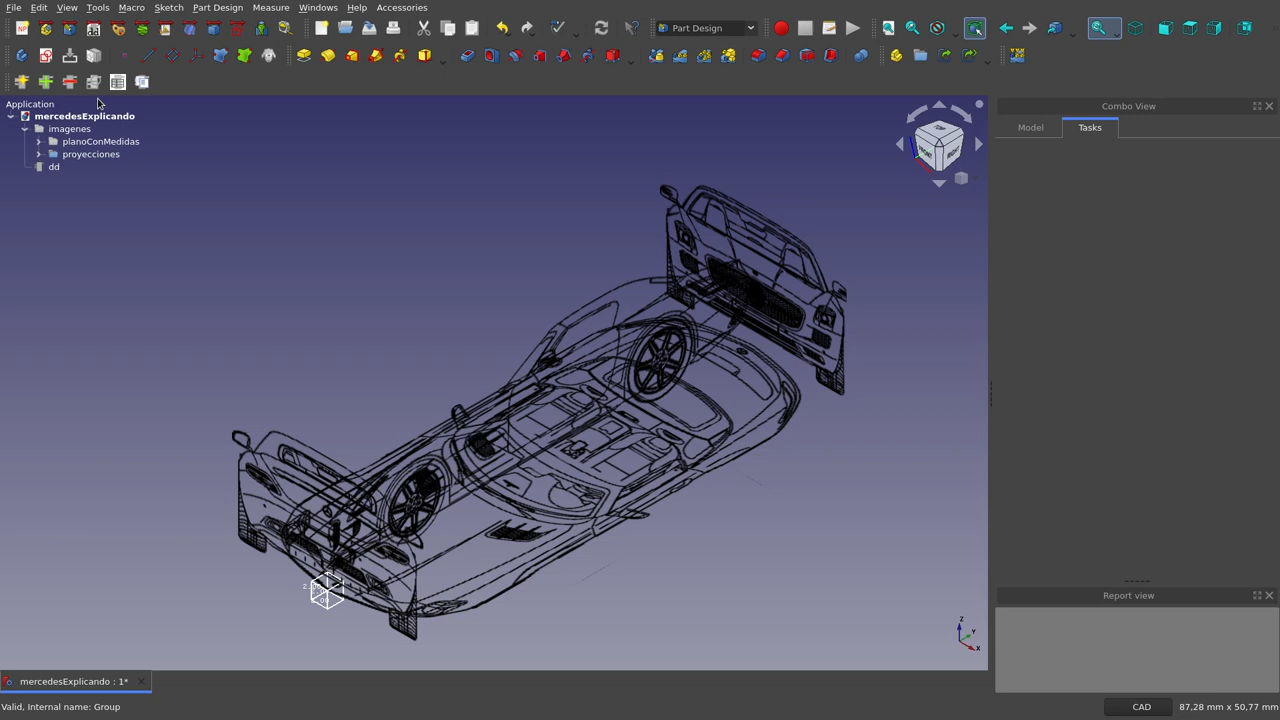 File Edit View Tools Macro Sketch Part Design Measure Windows Help Accessories
Part Design
Application
mercedesExplicando
imagenes
planoConMedidas
proyecciones
dd
Combo View
Model Tasks
Report view
Z
Y
X
mercedesExplicando : 1*
Valid, Internal name: Group
CAD 87,28 mm x 50,77 mm